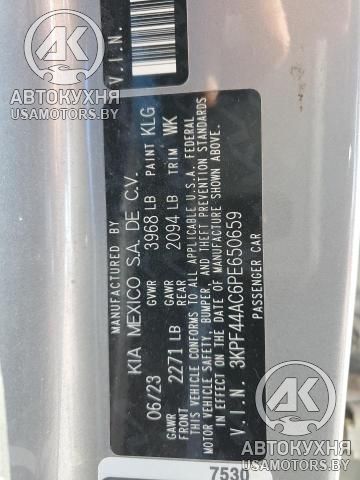 MANUFACTURED BY
KIA MEXICO S.A. DE C.V.
06/23 GVWR 3968 LB PAINT KLG
GAWR FRONT 2271 LB GAWR REAR 2094 LB TRIM WK
THIS VEHICLE CONFORMS TO ALL APPLICABLE U.S.A. FEDERAL
MOTOR VEHICLE SAFETY, BUMPER, AND THEFT PREVENTION STANDARDS
IN EFFECT ON THE DATE OF MANUFACTURE SHOWN ABOVE.
V.I.N. 3KPF44AC6PE650659
PASSENGER CAR
V.I.N.
7530
АВТОКУХНЯ
USAMOTORS.BY
АВТОКУХНЯ
USAMOTORS.BY